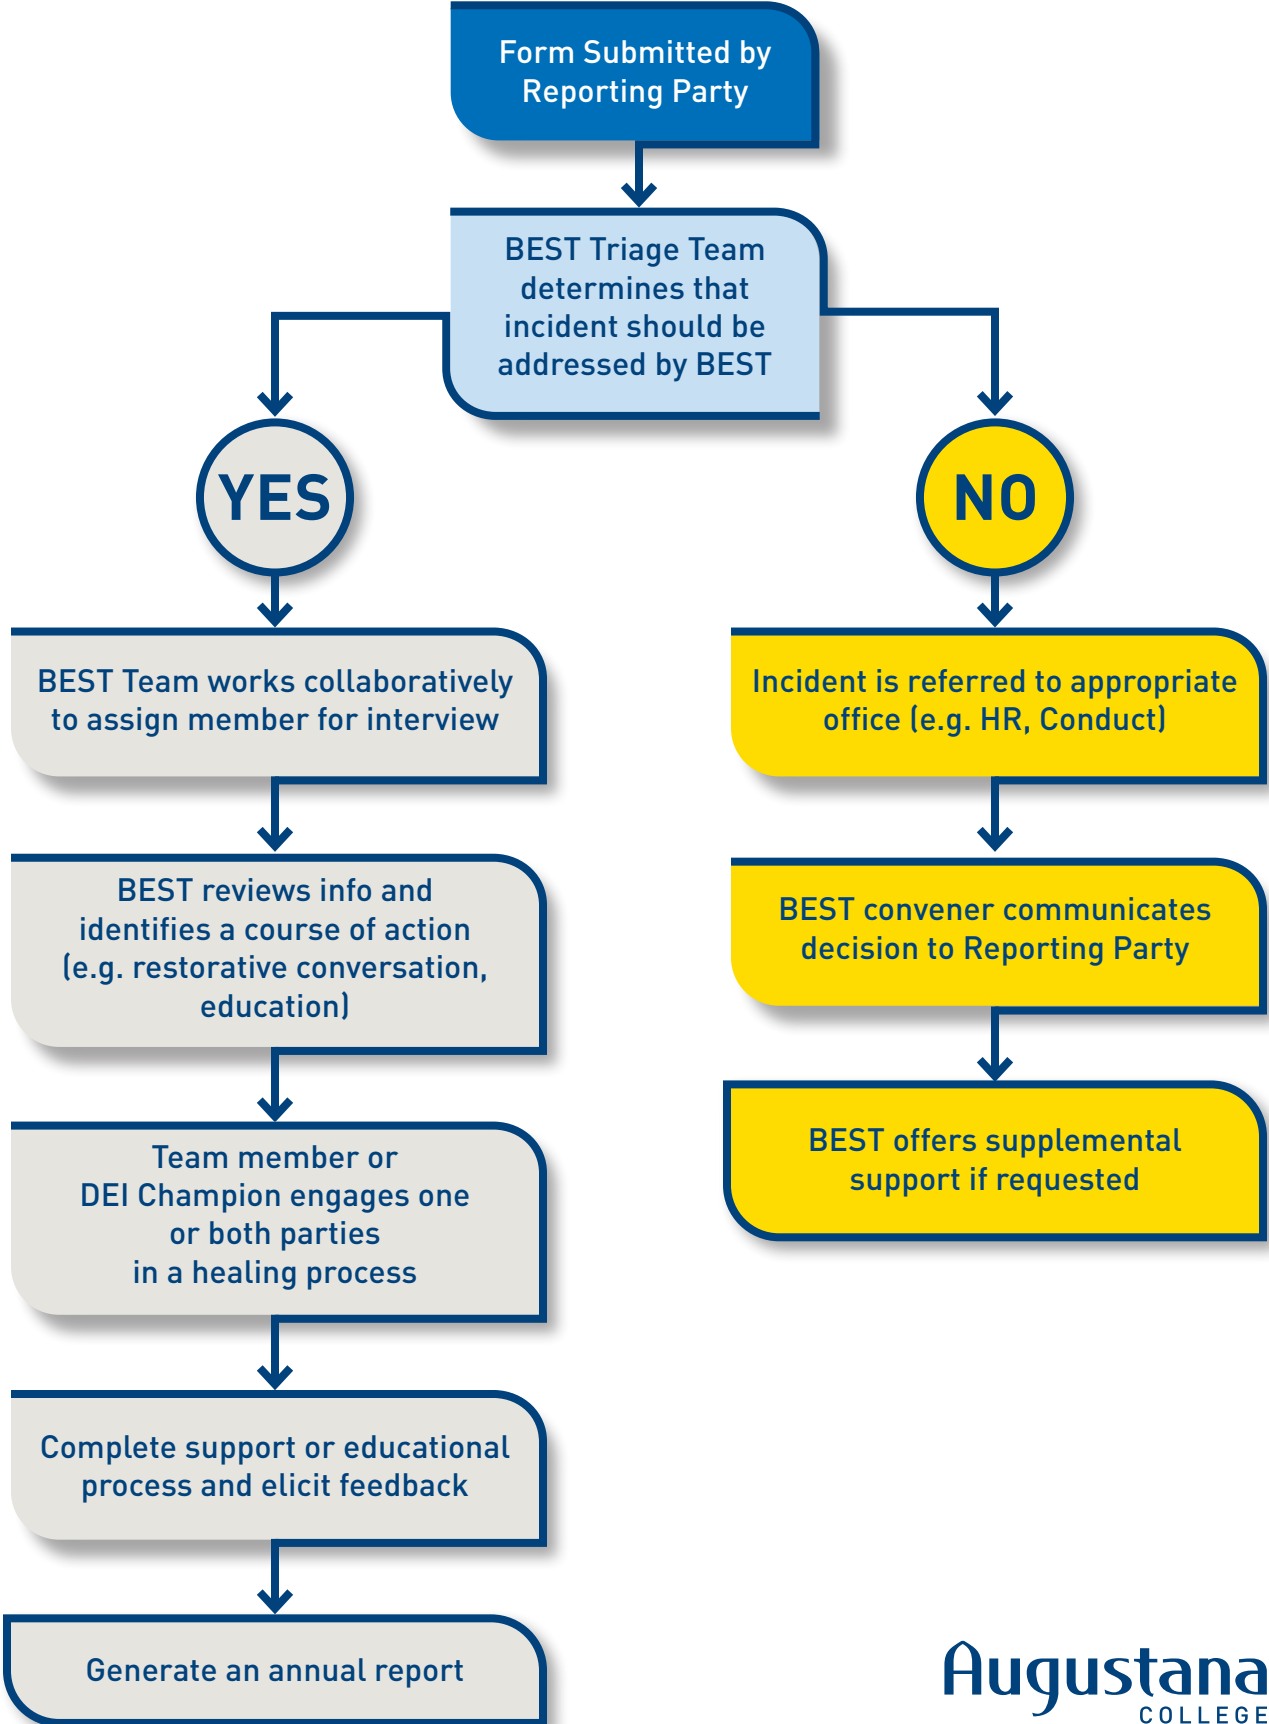 Form Submitted by
Reporting Party
BEST Triage Team
determines that
incident should be
addressed by BEST
YES
NO
BEST Team works collaboratively
to assign member for interview
Incident is referred to appropriate
office (e.g. HR, Conduct)
BEST reviews info and
identifies a course of action
(e.g. restorative conversation,
education)
BEST convener communicates
decision to Reporting Party
Team member or
DEI Champion engages one
or both parties
in a healing process
BEST offers supplemental
support if requested
Complete support or educational
process and elicit feedback
Generate an annual report
Augustana
COLLEGE